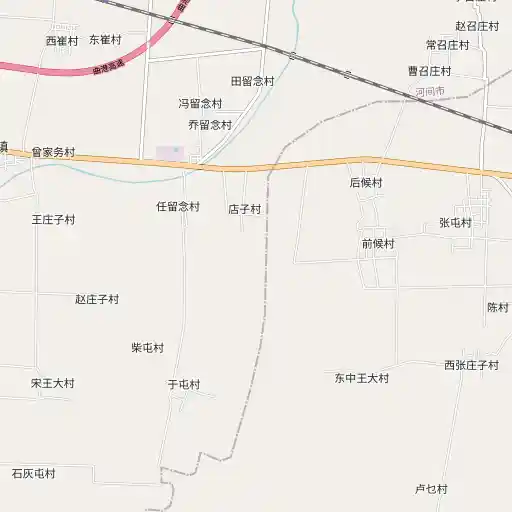 赵召庄村
西崔村
东崔村
常召庄村
曲港高速
曹召庄村
田留念村
河间市
冯留念村
乔留念村
镇
曾家务村
后候村
任留念村
店子村
王庄子村
张屯村
前候村
赵庄子村
陈村
柴屯村
西张庄子村
东中王大村
宋王大村
于屯村
石灰屯村
卢乜村